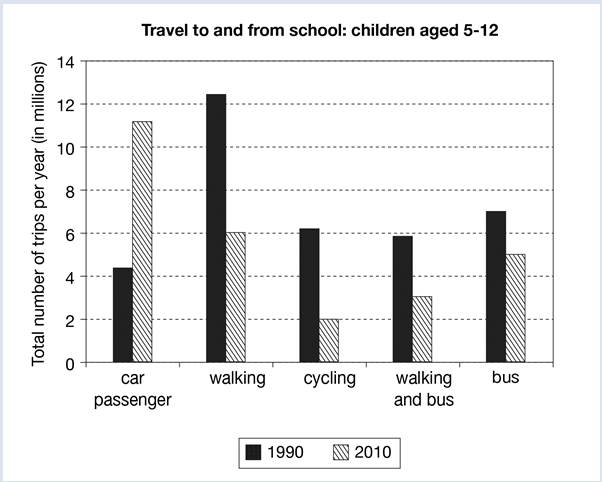 Travel to and from school: children aged 5-12
Total number of trips per year (in millions)
14
12
10
8
6
4
2
0
car
passenger
walking
cycling
walking
and bus
bus
1990
2010